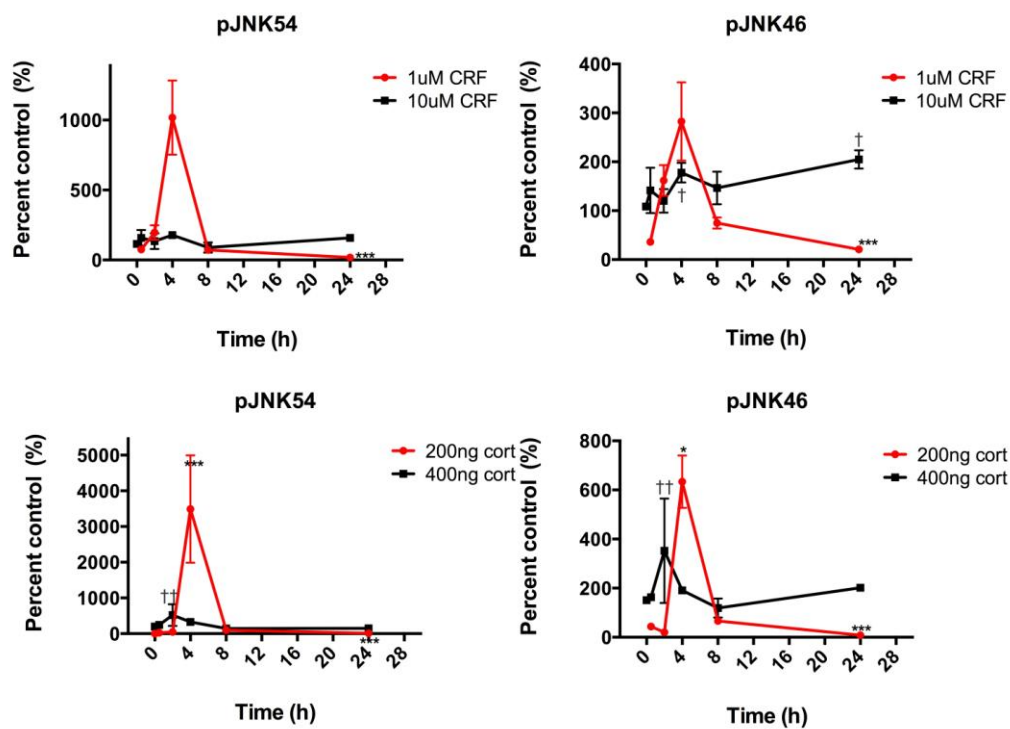 pJNK54
Percent control (%)
1000
500
0
0 4 8 12 16 20 24 28
Time (h)
1uM CRF
10uM CRF
***
pJNK46
Percent control (%)
400
300
200
100
0
0 4 8 12 16 20 24 28
Time (h)
1uM CRF
10uM CRF
†
†
***
pJNK54
Percent control (%)
5000
4000
3000
2000
1000
0
0 4 8 12 16 20 24 28
Time (h)
200ng cort
400ng cort
***
††
***
pJNK46
Percent control (%)
800
600
400
200
0
0 4 8 12 16 20 24 28
Time (h)
200ng cort
400ng cort
*
††
***